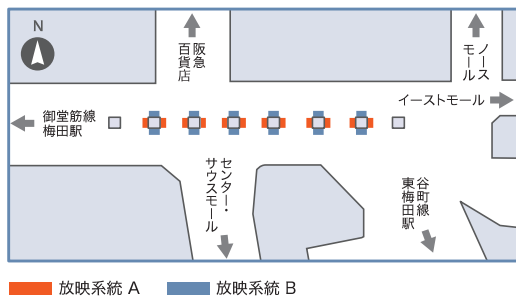 N
阪急
百貨店
ノース
モール
イーストモール
御堂筋線
梅田駅
センター・
サウスモール
谷町線
東梅田駅
放映系統 A
放映系統 B